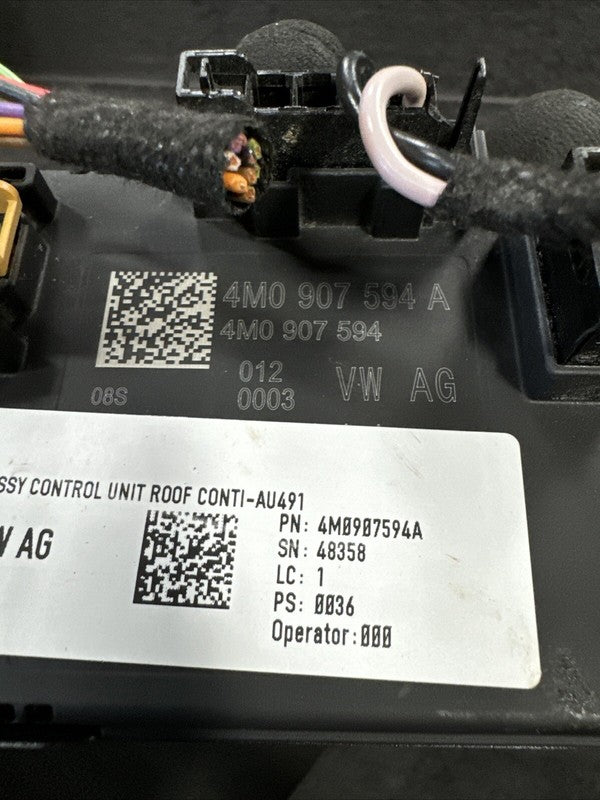 4M0 907 594 A
4M0 907 594
012 VW AG
08S 0003
SSY CONTROL UNIT ROOF CONTI-AU491
W AG
PN: 4M0907594A
SN: 48358
LC: 1
PS: 0036
Operator:000